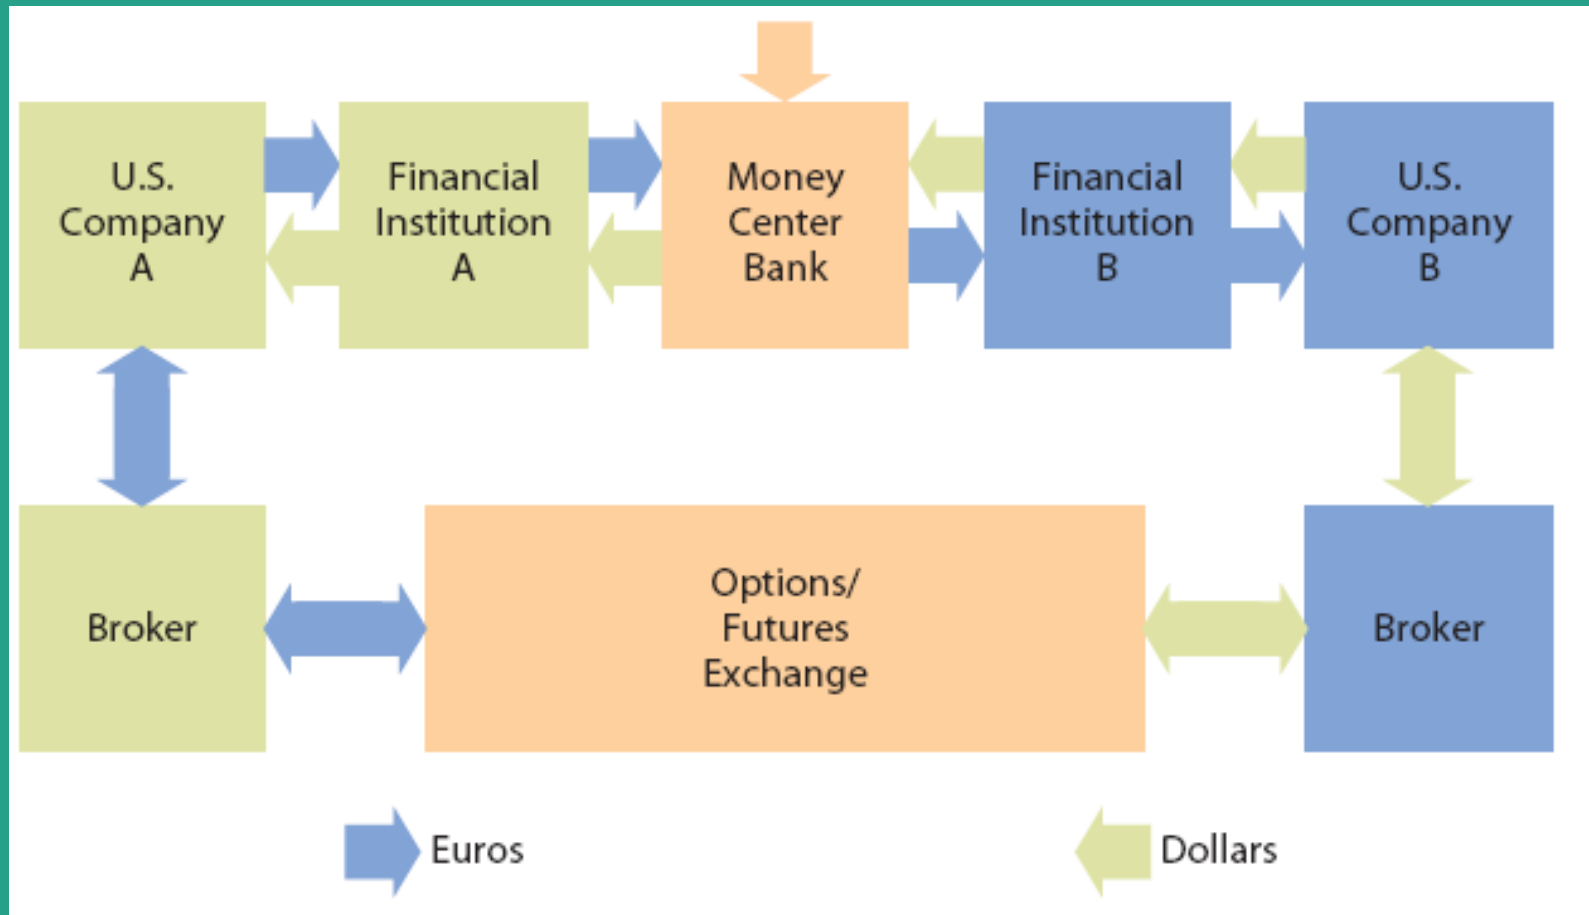 U.S.
Company
A
Financial
Institution
A
Money
Center
Bank
Financial
Institution
B
U.S.
Company
B
Broker
Options/
Futures
Exchange
Broker
Euros
Dollars